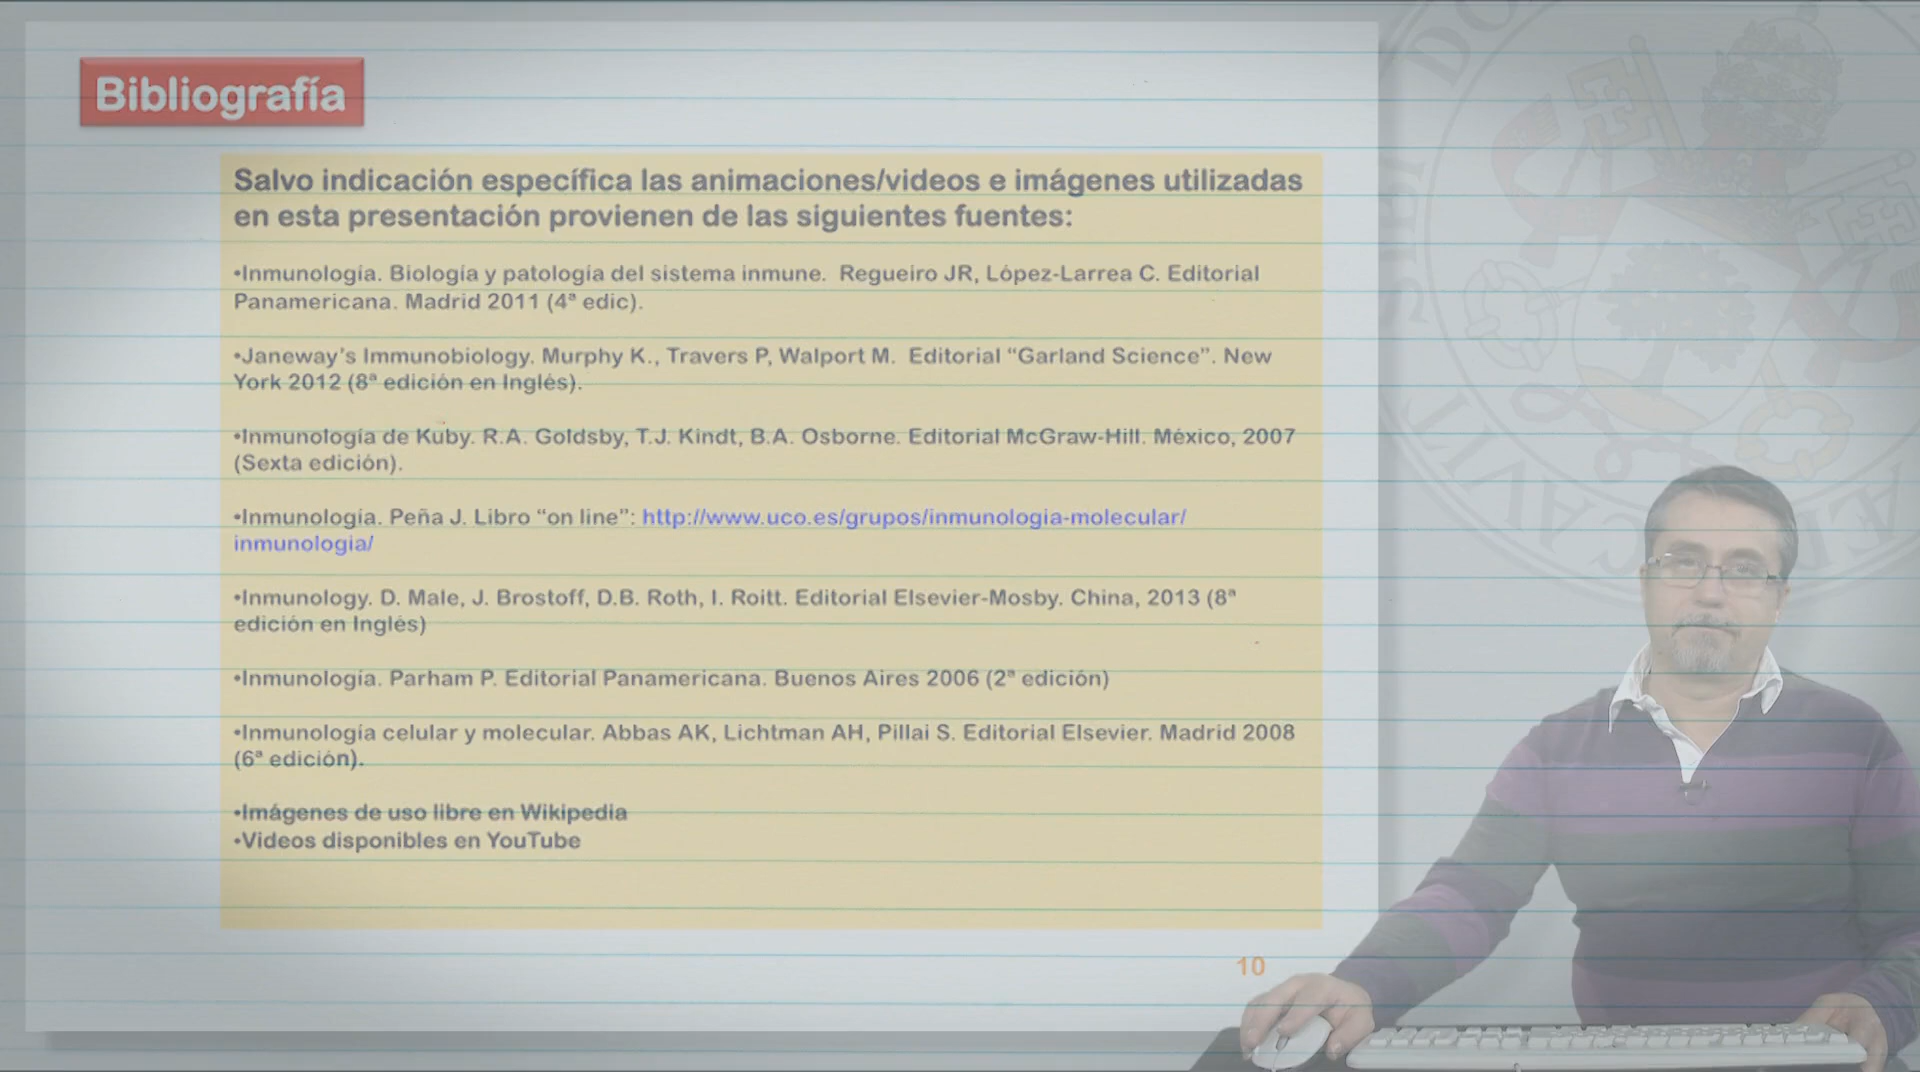 Bibliografía
Salvo indicación específica las animaciones/videos e imágenes utilizadas
en esta presentación provienen de las siguientes fuentes:
•Inmunología. Biología y patología del sistema inmune. Regueiro JR, López-Larrea C. Editorial
Panamericana. Madrid 2011 (4ª edic).
•Janeway's Immunobiology. Murphy K., Travers P, Walport M. Editorial “Garland Science”. New
York 2012 (8ª edición en Inglés).
•Inmunología de Kuby. R.A. Goldsby, T.J. Kindt, B.A. Osborne. Editorial McGraw-Hill. México, 2007
(Sexta edición).
•Inmunología. Peña J. Libro “on line”: http://www.uco.es/grupos/inmunologia-molecular/
inmunologia/
•Inmunology. D. Male, J. Brostoff, D.B. Roth, I. Roitt. Editorial Elsevier-Mosby. China, 2013 (8ª
edición en Inglés)
•Inmunología. Parham P. Editorial Panamericana. Buenos Aires 2006 (2ª edición)
•Inmunología celular y molecular. Abbas AK, Lichtman AH, Pillai S. Editorial Elsevier. Madrid 2008
(6ª edición).
•Imágenes de uso libre en Wikipedia
•Videos disponibles en YouTube
10